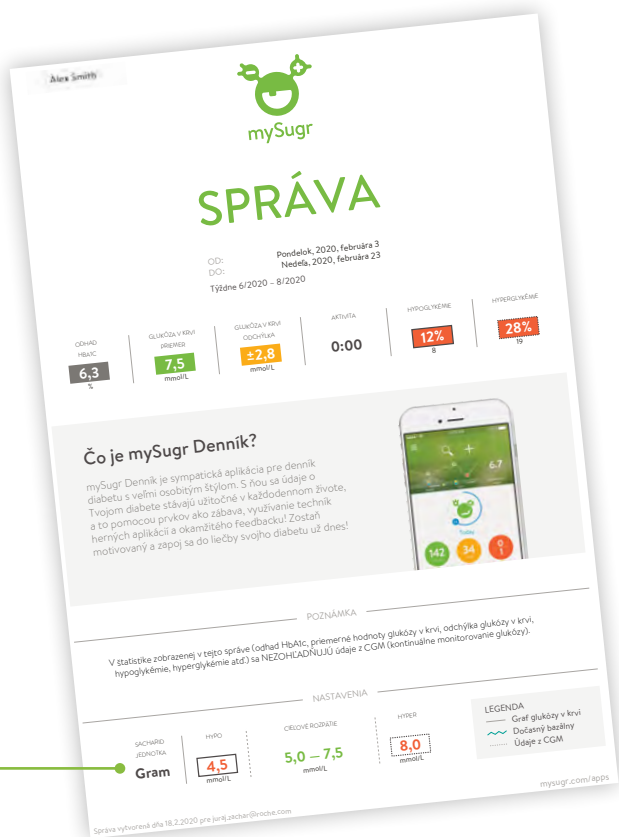 Alex Smith
mySugr
SPRÁVA
OD: Pondelok, 2020, februára 3
DO: Nedeľa, 2020, februára 23
Týždne 6/2020 – 8/2020
ODHAD
HBA1C
6,3
%
GLUKÓZA V KRVI
PRIEMER
7,5
mmol/L
GLUKÓZA V KRVI
ODCHÝLKA
±2,8
mmol/L
AKTIVITA
0:00
HYPOGLYKÉMIE
12%
8
HYPERGLYKÉMIE
28%
19
Čo je mySugr Denník?
mySugr Denník je sympatická aplikácia pre denník
diabetu s veľmi osobitým štýlom. S ňou sa údaje o
Tvojom diabete stávajú užitočné v každodennom živote,
a to pomocou prvkov ako zábava, využívanie techník
herných aplikácií a okamžitého feedbacku! Zostaň
motivovaný a zapoj sa do liečby svojho diabetu už dnes!
6.7
Today
142
34
0
1
POZNÁMKA
V štatistike zobrazenej v tejto správe (odhad HbA1c, priemerné hodnoty glukózy v krvi, odchýlka glukózy v krvi,
hypoglykémie, hyperglykémie atď.) sa NEZOHĽADŇUJÚ údaje z CGM (kontinuálne monitorovanie glukózy).
NASTAVENIA
SACHARID
JEDNOTKA
Gram
HYPO
4,5
mmol/L
CIEĽOVÉ ROZPÄTIE
5,0 — 7,5
mmol/L
HYPER
8,0
mmol/L
LEGENDA
Graf glukózy v krvi
Dočasný bazálny
Údaje z CGM
Správa vytvorená dňa 18.2.2020 pre juraj.zachar@roche.com
mysugr.com/apps